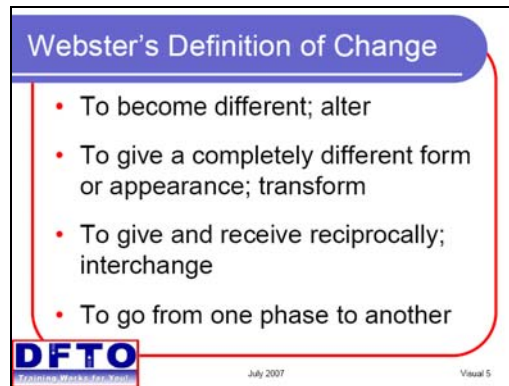 Webster's Definition of Change
• To become different; alter
• To give a completely different form
or appearance; transform
• To give and receive reciprocally;
interchange
• To go from one phase to another
DFTO
Training Works for You!
July 2007
Visual 5